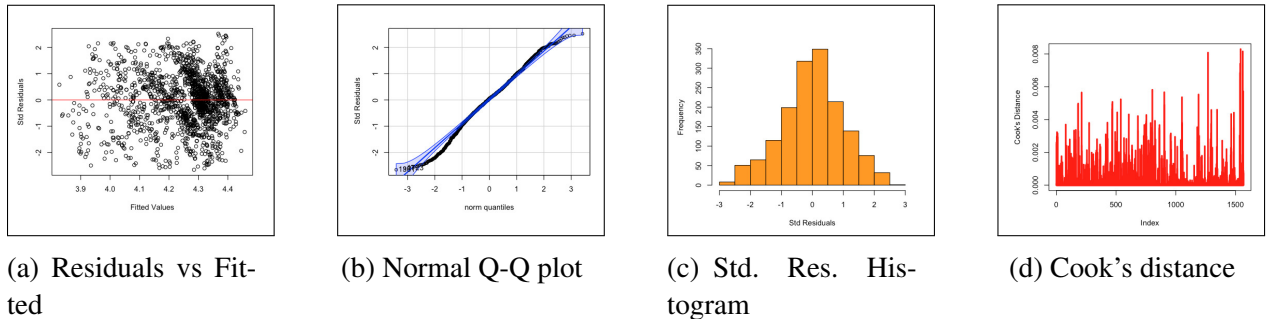 Std Residuals
2
1
0
-1
-2
3.9 4.0 4.1 4.2 4.3 4.4
Fitted Values
Std Residuals
2
1
0
-1
-2
-3 -2 -1 0 1 2 3
norm quantiles
Frequency
350
300
250
200
150
100
50
0
-3 -2 -1 0 1 2 3
Std Residuals
Cook's Distance
0.008
0.006
0.004
0.002
0.000
0 500 1000 1500
Index
(a) Residuals vs Fit-
ted
(b) Normal Q-Q plot
(c) Std. Res. His-
togram
(d) Cook's distance